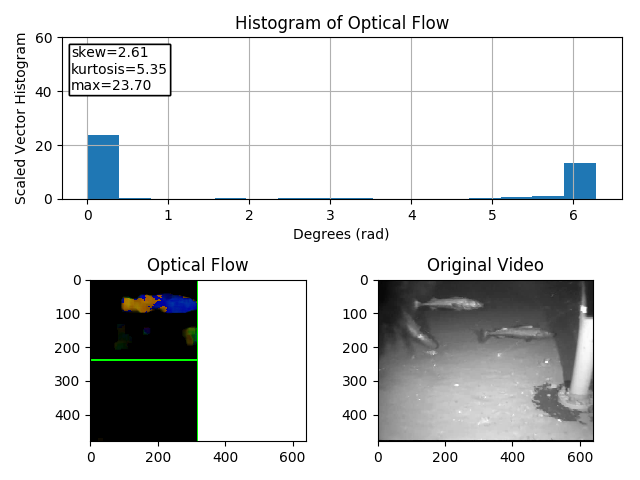 Histogram of Optical Flow
Scaled Vector Histogram
60
40
20
0
skew=2.61
kurtosis=5.35
max=23.70
0 1 2 3 4 5 6
Degrees (rad)
Optical Flow
0
100
200
300
400
0 200 400 600
Original Video
0
100
200
300
400
0 200 400 600